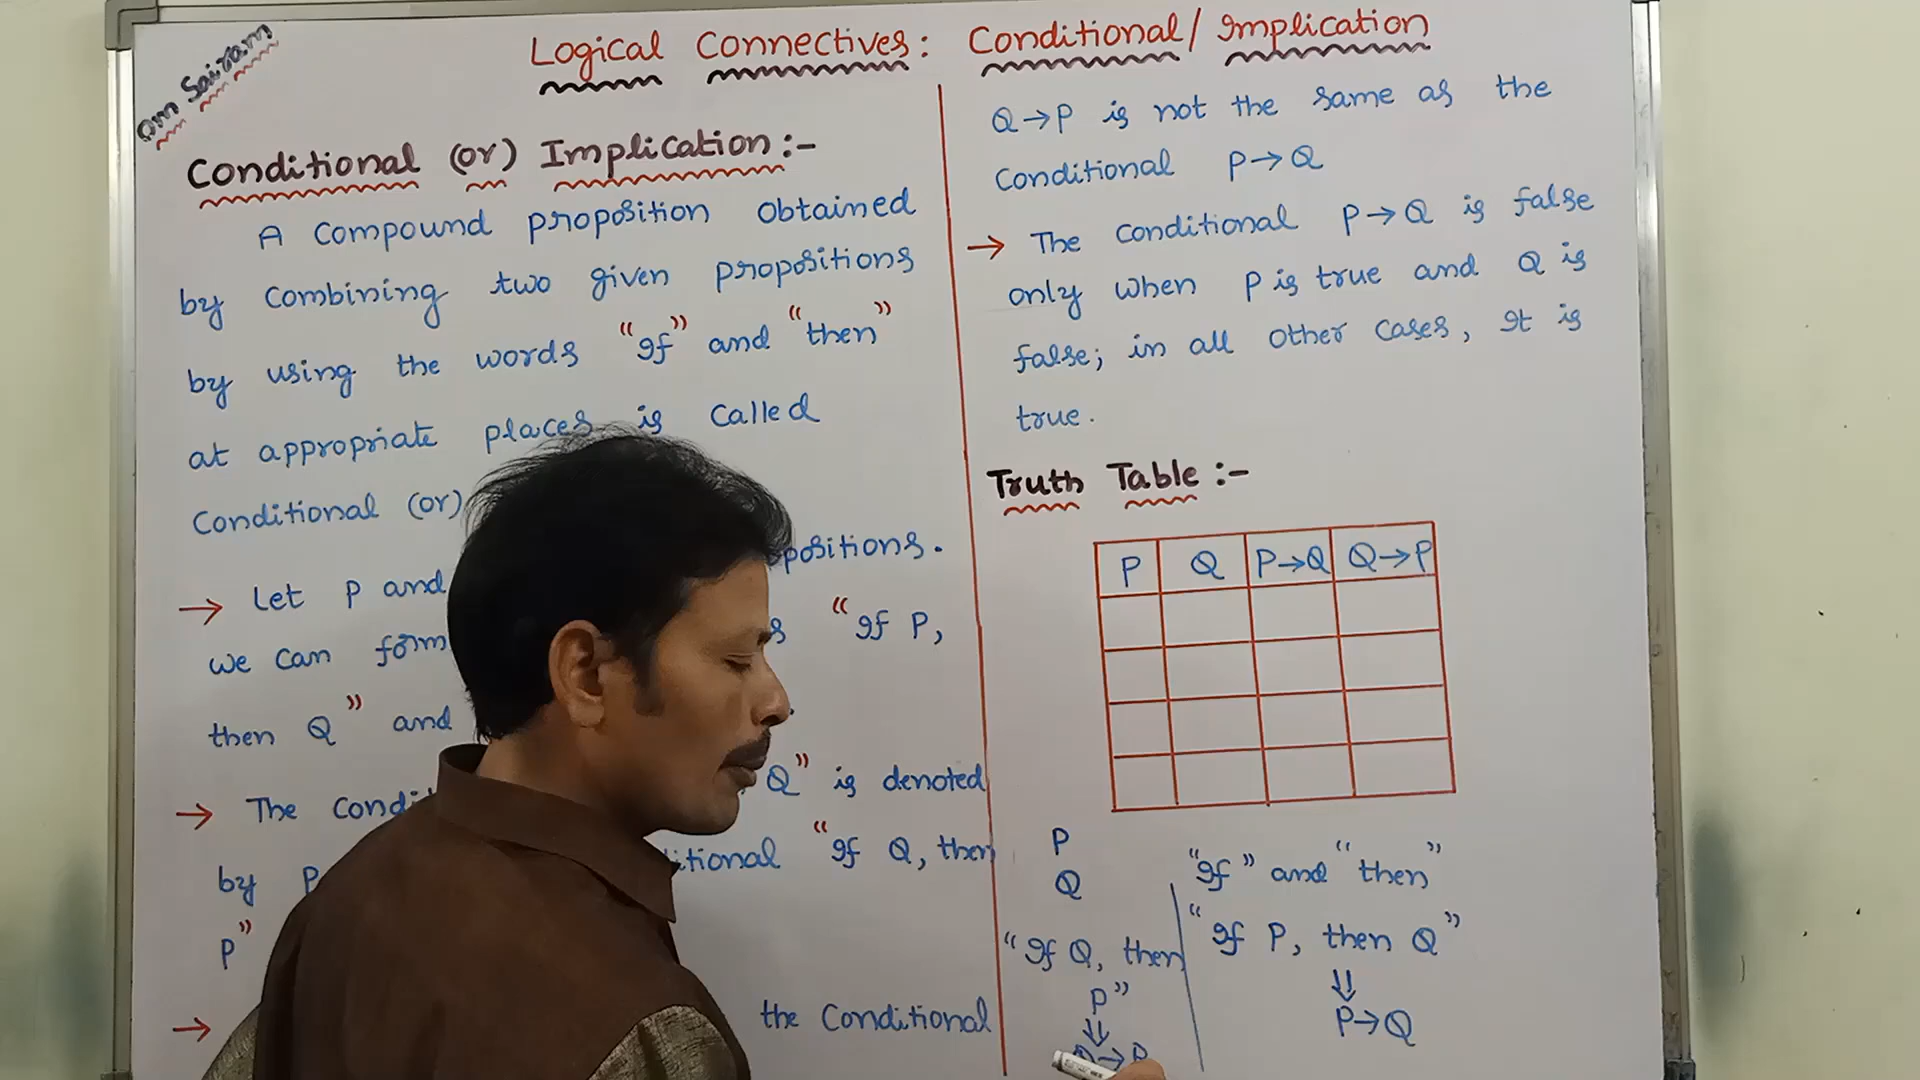 Om Sairam
Logical Connectives: Conditional/ Implication
Conditional (or) Implication :-
A Compound proposition Obtained
by Combining two given propositions
by using the words "If" and "then"
at appropriate places is Called
Conditional (or)
positions.
→ Let P and
we Can form "If P,
then Q" and
→ The Q" is denoted
by P "If Q, then
P"
→ the Conditional
Q→P is not the same as the
Conditional P→Q
→ The Conditional P→Q is false
only when P is true and Q is
false; in all Other Cases, It is
true.
Truth Table :-
P Q P→Q Q→P
P
Q
"If Q, then
P"
⇓
"If" and "then"
"If P, then Q"
⇓
P→Q